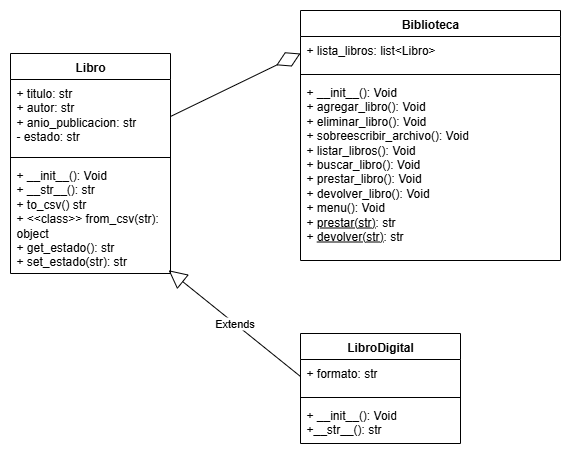 Biblioteca
+ lista_libros: list<Libro>
+ __init__(): Void
+ agregar_libro(): Void
+ eliminar_libro(): Void
+ sobreescribir_archivo(): Void
+ listar_libros(): Void
+ buscar_libro(): Void
+ prestar_libro(): Void
+ devolver_libro(): Void
+ menu(): Void
+ prestar(str): str
+ devolver(str): str
Libro
+ titulo: str
+ autor: str
+ anio_publicacion: str
- estado: str
+ __init__(): Void
+ __str__(): str
+ to_csv() str
+ <<class>> from_csv(str):
object
+ get_estado(): str
+ set_estado(str): str
Extends
LibroDigital
+ formato: str
+ __init__(): Void
+__str__(): str